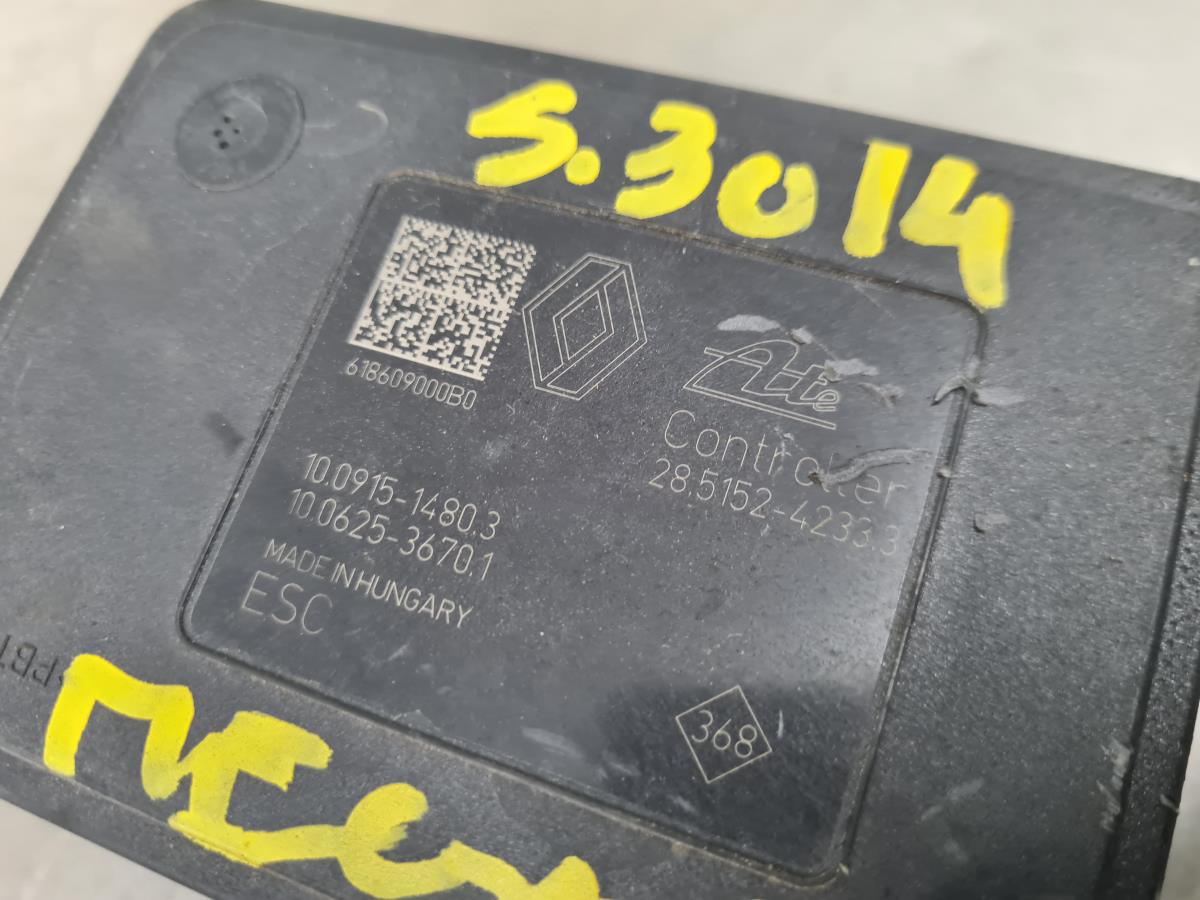 S.3014
618609000B0
Ate
Controller
28.5152-4233.3
10.0915-1480.3
10.0625-3670.1
MADE IN HUNGARY
ESC
368